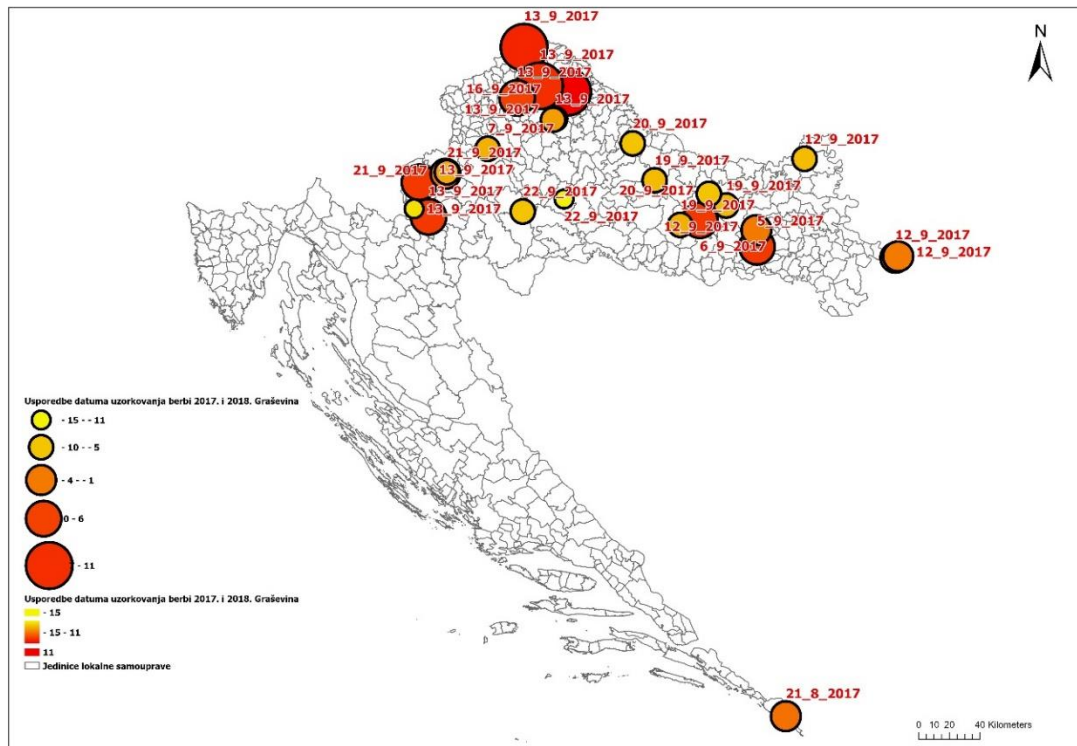 13_9_2017
N
13_9_2017
13_9_2017
16_9_2017
13_9_2017
13_9_2017
7_9_2017
20_9_2017
12_9_2017
21_9_2017
21_9_2017
13_9_2017
19_9_2017
13_9_2017
22_9_2017
20_9_2017
19_9_2017
13_9_2017
22_9_2017
19_9_2017
12_9_2017
5_9_2017
6_9_2017
12_9_2017
12_9_2017
Usporedbe datuma uzorkovanja berbi 2017. i 2018. Graševina
- 15 - - 11
- 10 - - 5
- 4 - - 1
0 - 6
- 11
Usporedbe datuma uzorkovanja berbi 2017. i 2018. Graševina
- 15
- 15 - 11
11
Jedinice lokalne samouprave
21_8_2017
0 10 20 40 Kilometers